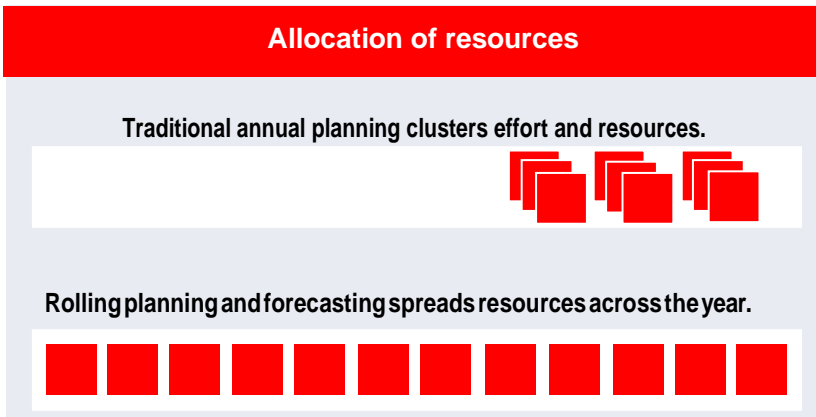 Allocation of resources
Traditional annual planning clusters effort and resources.
Rolling planning and forecasting spreads resources across the year.